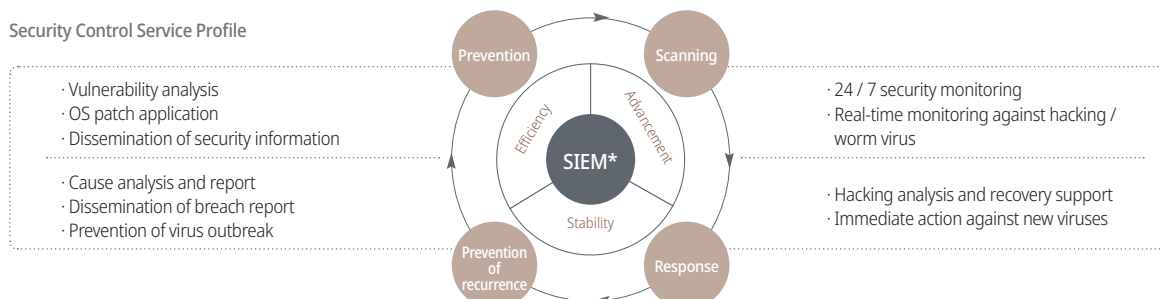 Security Control Service Profile
Prevention
Scanning
· Vulnerability analysis
· OS patch application
· Dissemination of security information
· 24 / 7 security monitoring
· Real-time monitoring against hacking /
worm virus
Efficiency
Advancement
SIEM*
Stability
· Cause analysis and report
· Dissemination of breach report
· Prevention of virus outbreak
· Hacking analysis and recovery support
· Immediate action against new viruses
Prevention
of
recurrence
Response